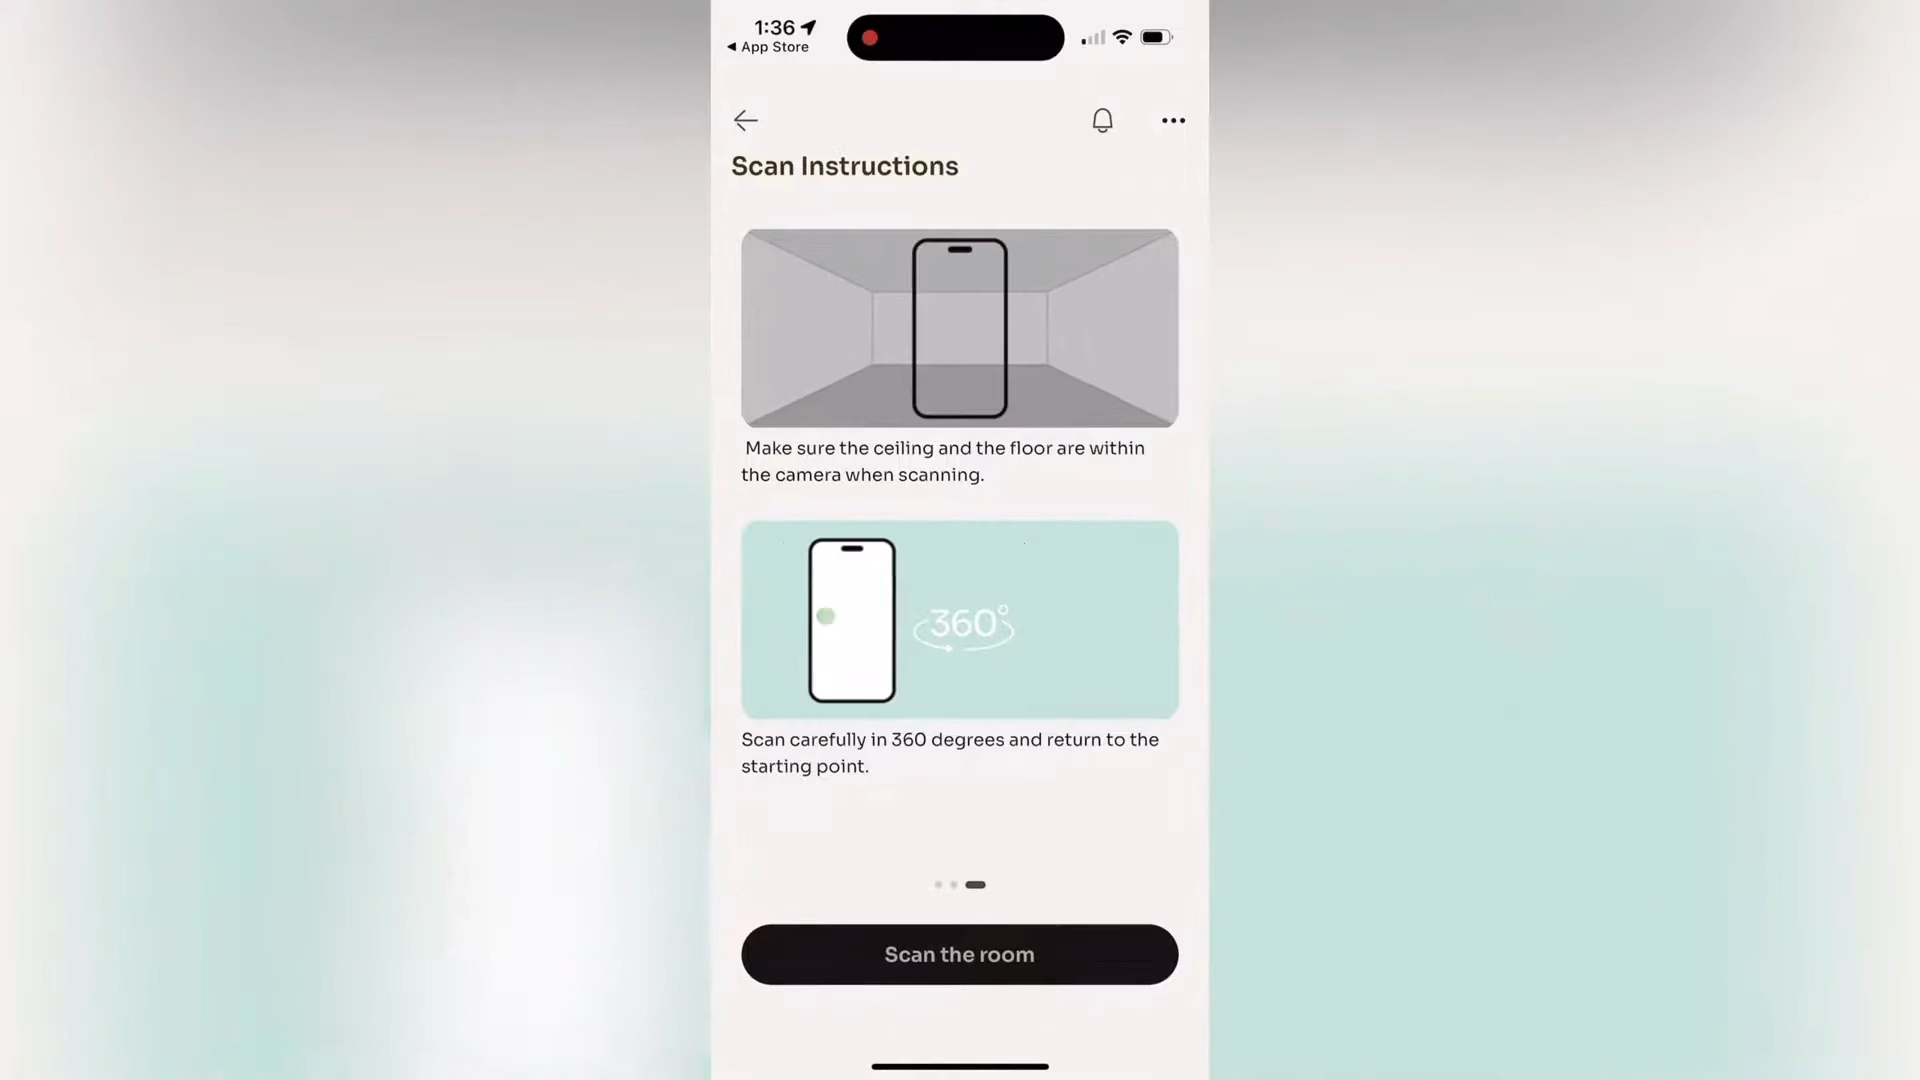 1:36
App Store
Scan Instructions
Make sure the ceiling and the floor are within
the camera when scanning.
360°
Scan carefully in 360 degrees and return to the
starting point.
Scan the room